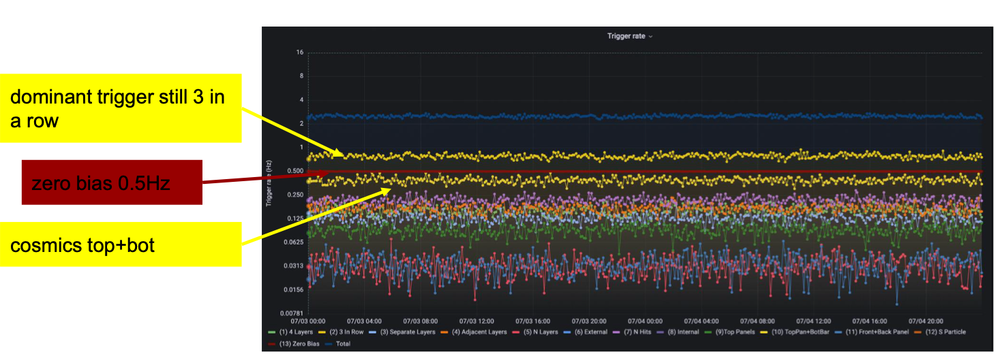 Trigger rate
dominant trigger still 3 in
a row
zero bias 0.5Hz
cosmics top+bot
Trigger rate (Hz)
16
8
4
2
1
0.500
0.250
0.125
0.0625
0.0313
0.0156
0.00781
07/03 00:00 07/03 04:00 07/03 08:00 07/03 12:00 07/03 16:00 07/03 20:00 07/04 00:00 07/04 04:00 07/04 08:00 07/04 12:00 07/04 16:00 07/04 20:00
(1) 4 Layers (2) 3 In Row (3) Separate Layers (4) Adjacent Layers (5) N Layers (6) External (7) N Hits (8) Internal (9)Top Panels (10) TopPan+BotBar (11) Front+Back Panel (12) S Particle
(13) Zero Bias Total